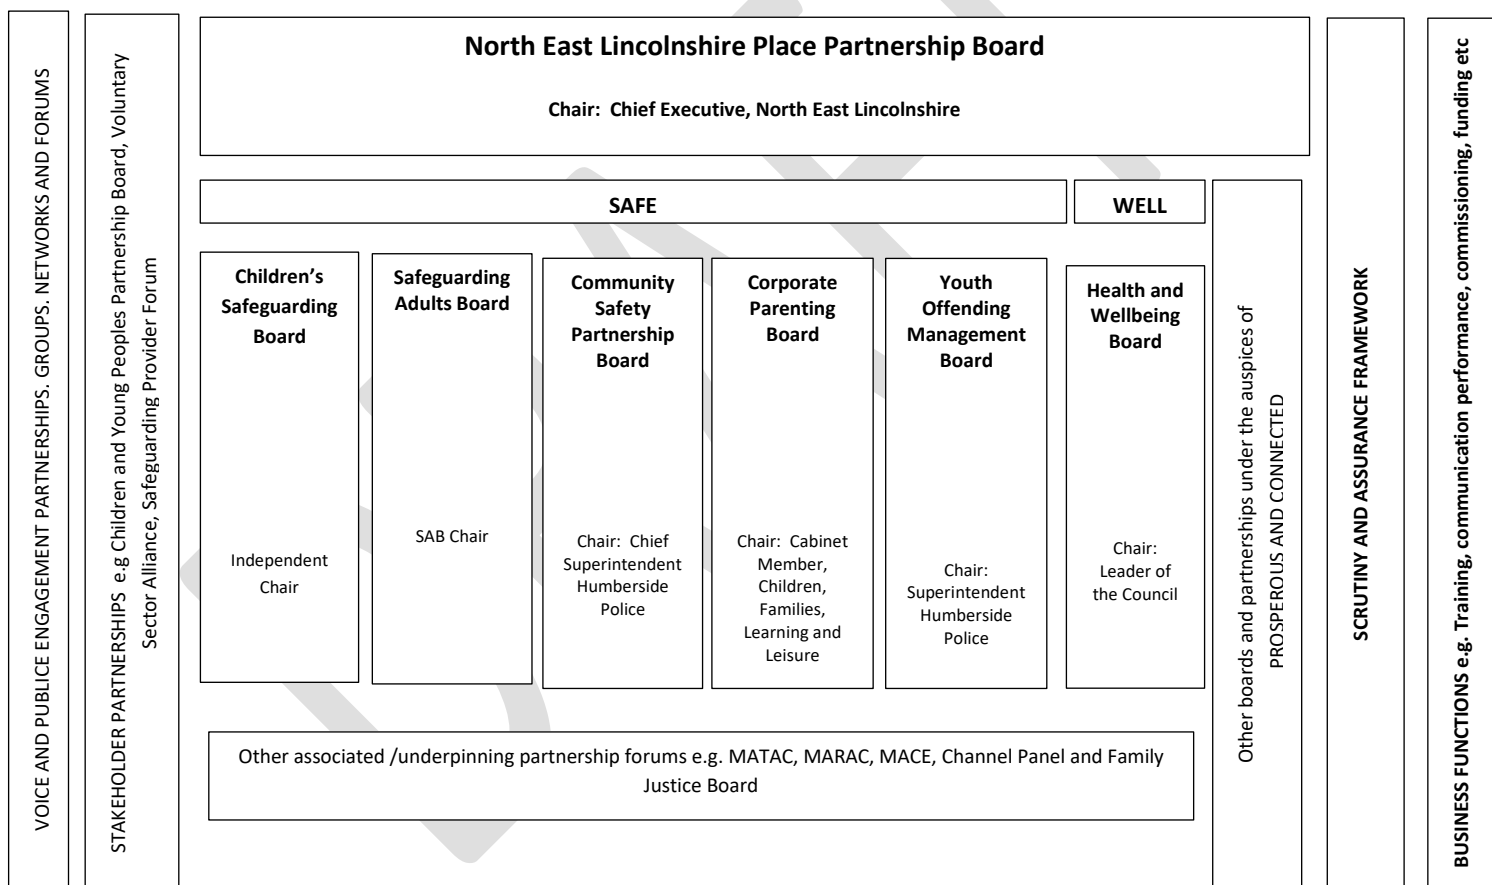 VOICE AND PUBLICE ENGAGEMENT PARTNERSHIPS. GROUPS. NETWORKS AND FORUMS
STAKEHOLDER PARTNERSHIPS e.g Children and Young Peoples Partnership Board, Voluntary
Sector Alliance, Safeguarding Provider Forum
North East Lincolnshire Place Partnership Board
Chair: Chief Executive, North East Lincolnshire
SAFE
WELL
Children’s
Safeguarding
Board
Independent
Chair
Safeguarding
Adults Board
SAB Chair
Community
Safety
Partnership
Board
Chair: Chief
Superintendent
Humberside
Police
Corporate
Parenting
Board
Chair: Cabinet
Member,
Children,
Families,
Learning and
Leisure
Youth
Offending
Management
Board
Chair:
Superintendent
Humberside
Police
Health and
Wellbeing
Board
Chair:
Leader of
the Council
Other associated /underpinning partnership forums e.g. MATAC, MARAC, MACE, Channel Panel and Family
Justice Board
Other boards and partnerships under the auspices of
PROSPEROUS AND CONNECTED
SCRUTINY AND ASSURANCE FRAMEWORK
BUSINESS FUNCTIONS e.g. Training, communication performance, commissioning, funding etc